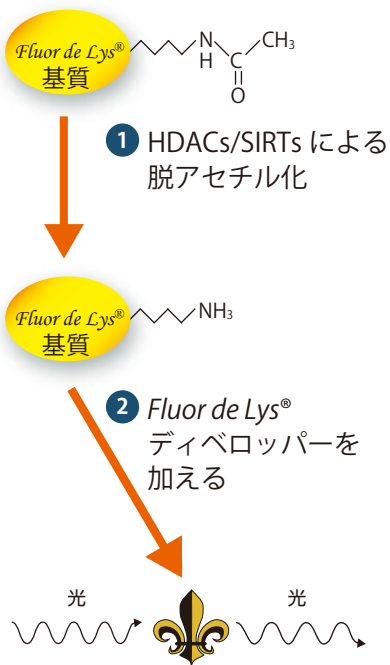 Fluor de Lys®
基質
N
H
C
CH₃
O
1 HDACs/SIRTs による
脱アセチル化
Fluor de Lys®
基質
NH₃
2 Fluor de Lys®
ディベロッパーを
加える
光
光